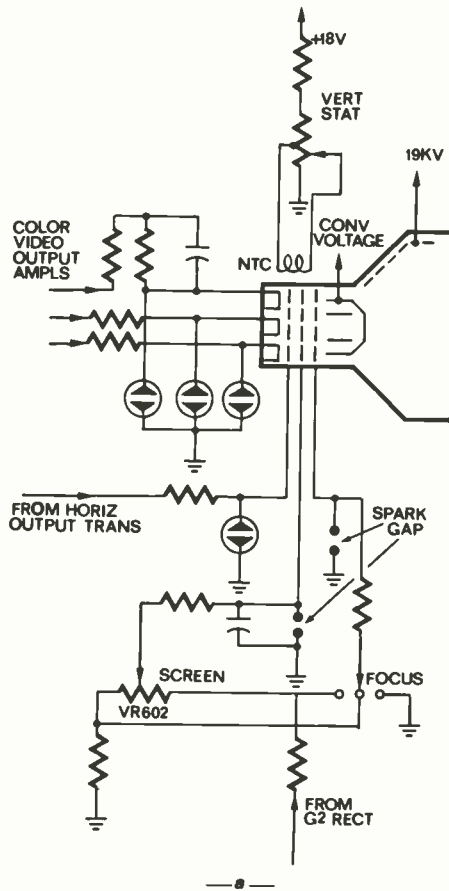 +18V
VERT
STAT
19KV
COLOR
VIDEO
OUTPUT
AMPLS
CONV
VOLTAGE
NTC
FROM HORIZ
OUTPUT TRANS
SPARK
GAP
SCREEN
VR602
FOCUS
FROM
G2 RECT
a